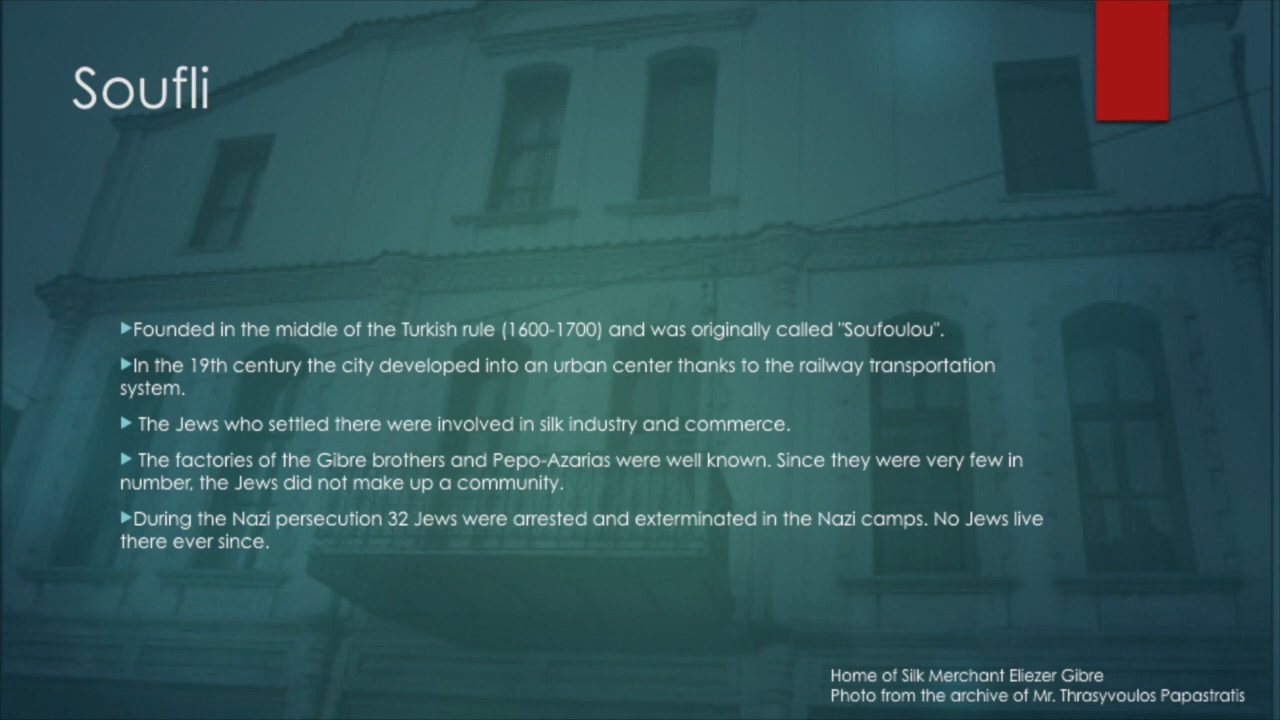 Soufli
Founded in the middle of the Turkish rule (1600-1700) and was originally called "Soufoulou".
In the 19th century the city developed into an urban center thanks to the railway transportation
system.
The Jews who settled there were involved in silk industry and commerce.
The factories of the Gibre brothers and Pepo-Azarias were well known. Since they were very few in
number, the Jews did not make up a community.
During the Nazi persecution 32 Jews were arrested and exterminated in the Nazi camps. No Jews live
there ever since.
Home of Silk Merchant Eliezer Gibre
Photo from the archive of Mr. Thrasyvoulos Papastratis